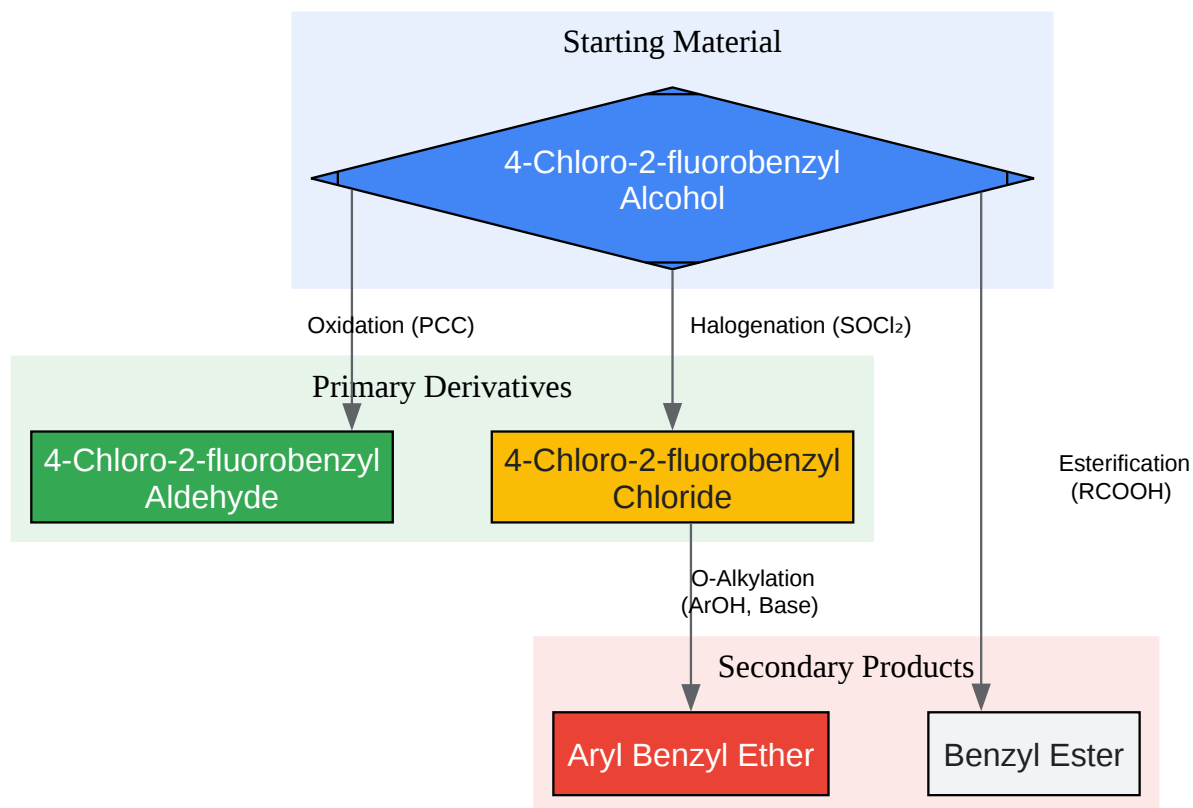 Starting Material
4-Chloro-2-fluorobenzyl
Alcohol
Oxidation (PCC)
Halogenation (SOCl₂)
Primary Derivatives
4-Chloro-2-fluorobenzyl
Aldehyde
4-Chloro-2-fluorobenzyl
Chloride
Esterification
(RCOOH)
O-Alkylation
(ArOH, Base)
Secondary Products
Aryl Benzyl Ether
Benzyl Ester